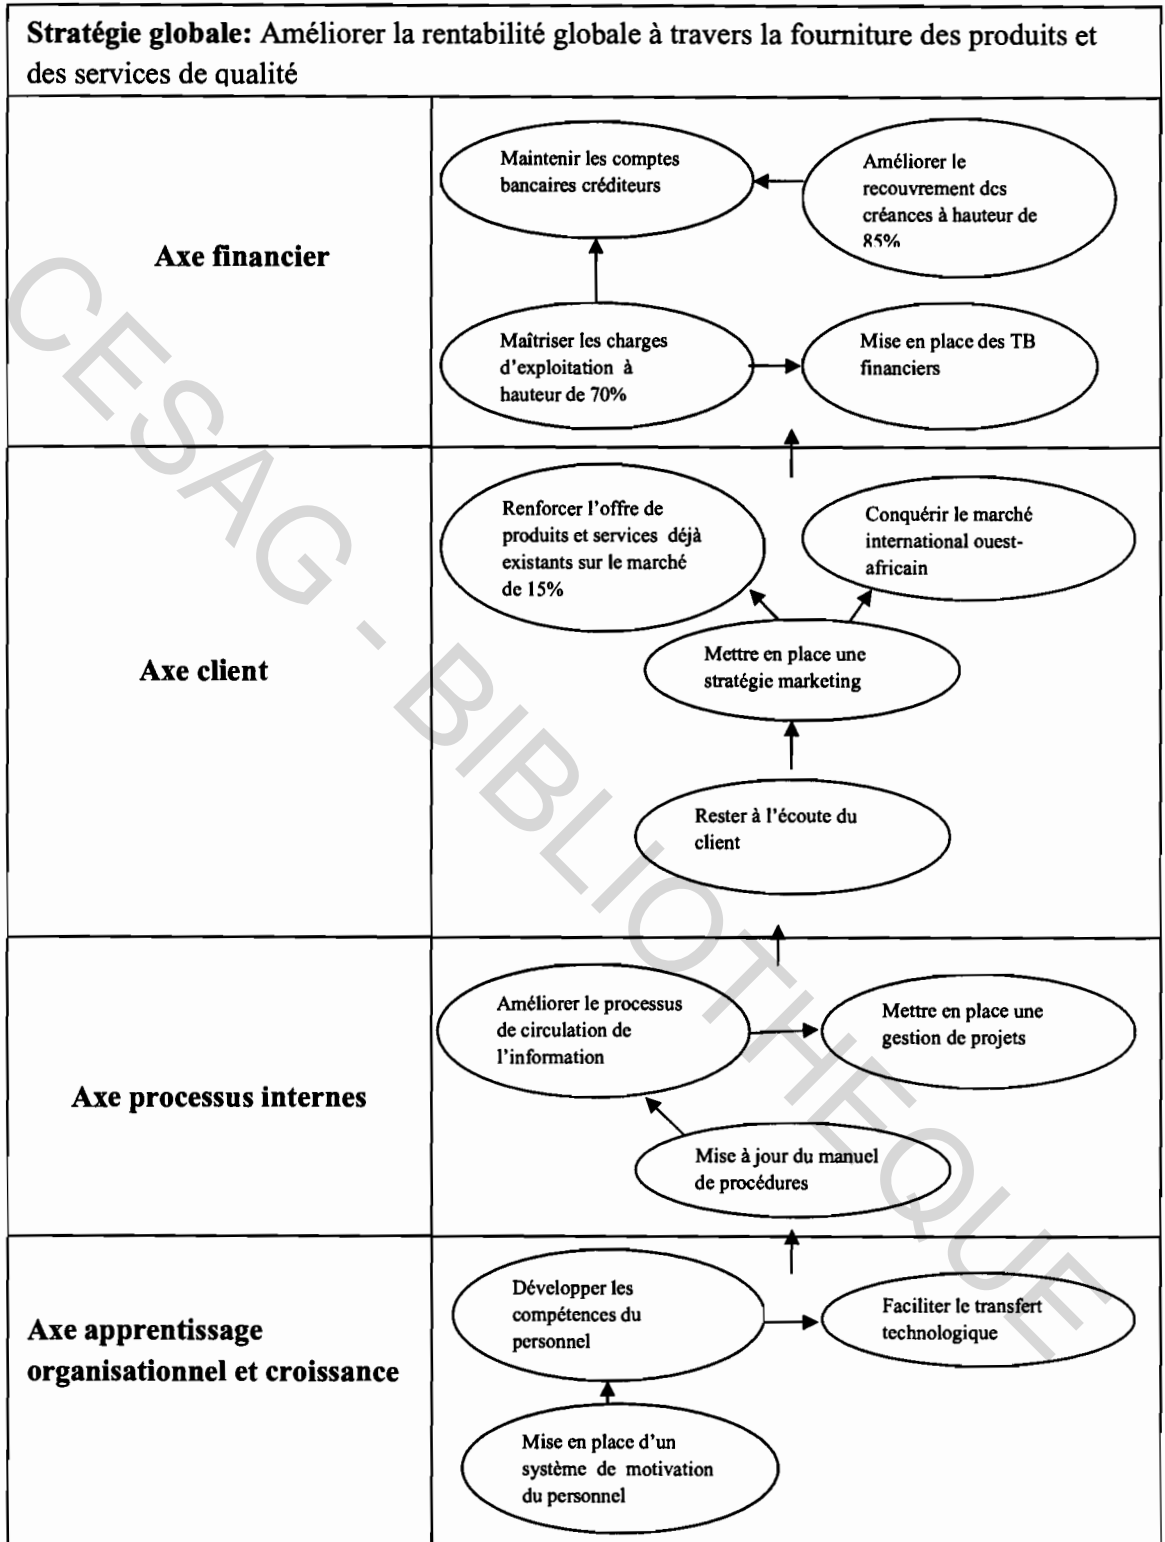 Stratégie globale: Améliorer la rentabilité globale à travers la fourniture des produits et
des services de qualité
Axe financier
Maintenir les comptes
bancaires créditeurs
Améliorer le
recouvrement des
créances à hauteur de
85%
Maîtriser les charges
d'exploitation à
hauteur de 70%
Mise en place des TB
financiers
Axe client
Renforcer l'offre de
produits et services déjà
existants sur le marché
de 15%
Conquérir le marché
international ouest-
africain
Mettre en place une
stratégie marketing
Rester à l'écoute du
client
Axe processus internes
Améliorer le processus
de circulation de
l'information
Mettre en place une
gestion de projets
Mise à jour du manuel
de procédures
Axe apprentissage
organisationnel et croissance
Développer les
compétences du
personnel
Faciliter le transfert
technologique
Mise en place d'un
système de motivation
du personnel
CESAG - BIBLIOTHEQUE